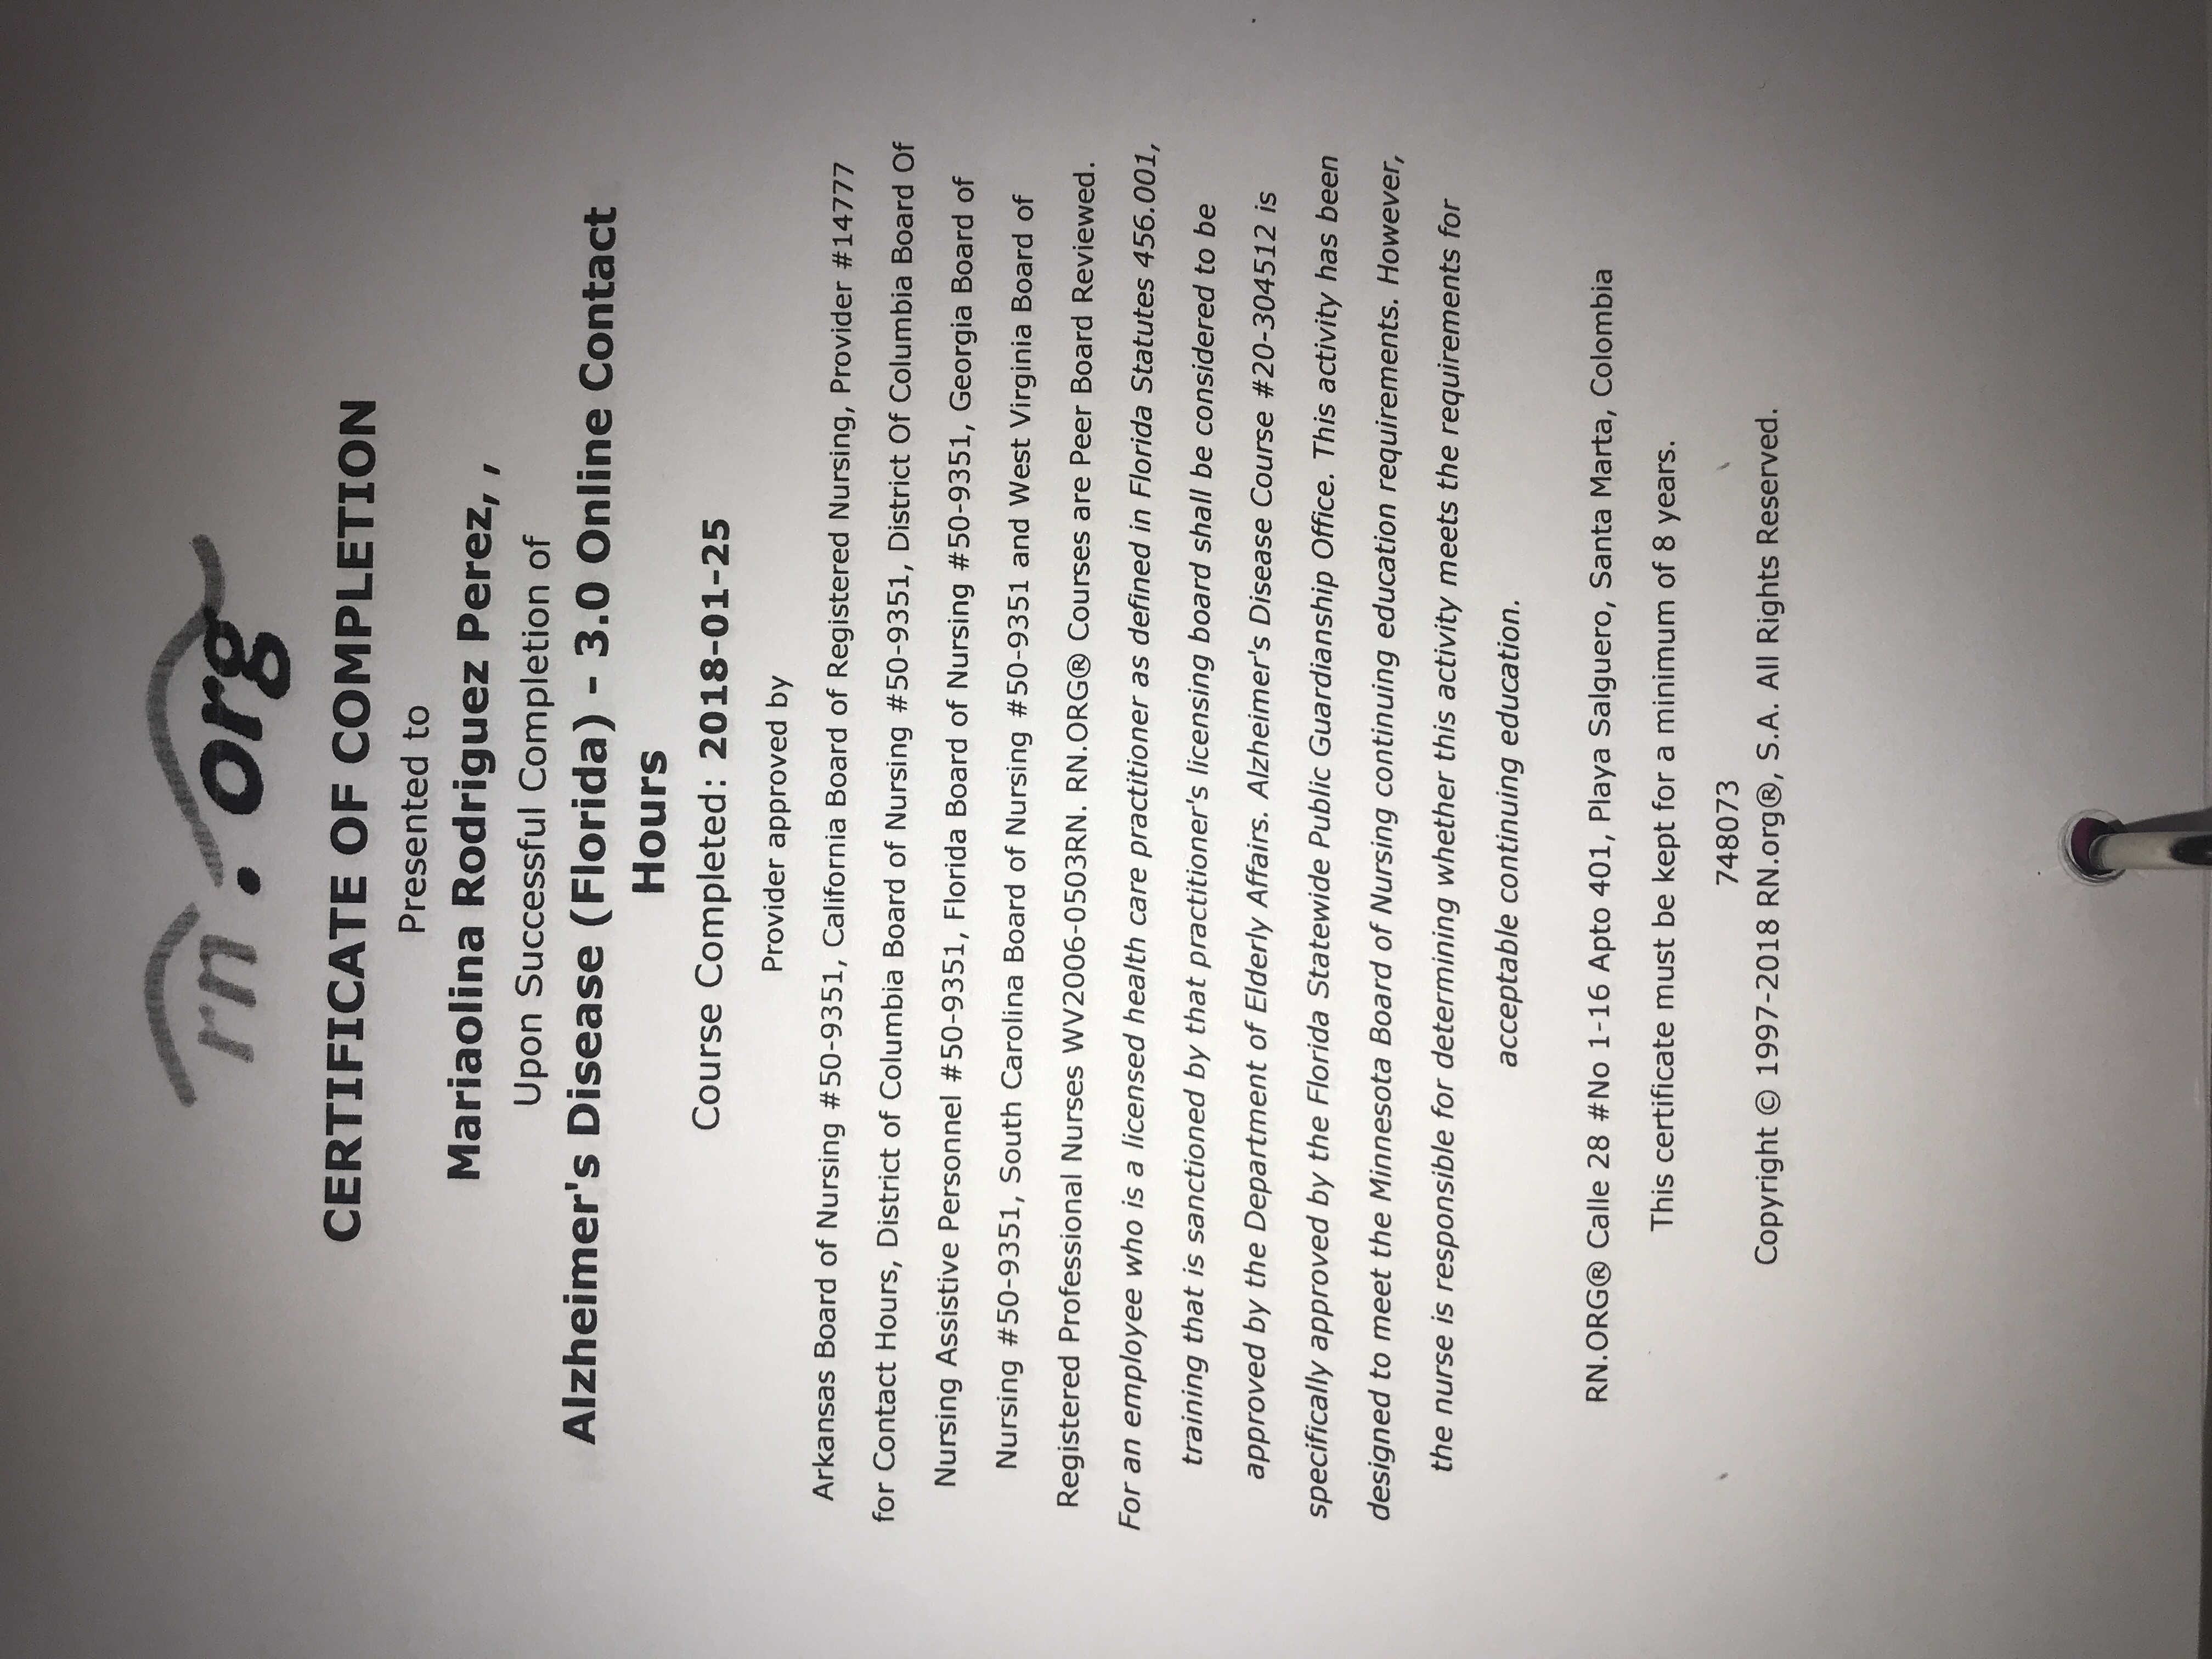 rn.org
CERTIFICATE OF COMPLETION
Presented to
Mariaolina Rodriguez Perez, ,
Upon Successful Completion of
Alzheimer's Disease (Florida) - 3.0 Online Contact
Hours
Course Completed: 2018-01-25
Provider approved by
Arkansas Board of Nursing #50-9351, California Board of Registered Nursing, Provider #14777
for Contact Hours, District of Columbia Board of Nursing #50-9351, District Of Columbia Board Of
Nursing Assistive Personnel #50-9351, Florida Board of Nursing #50-9351, Georgia Board of
Nursing #50-9351, South Carolina Board of Nursing #50-9351 and West Virginia Board of
Registered Professional Nurses WV2006-0503RN. RN.ORG® Courses are Peer Board Reviewed.
For an employee who is a licensed health care practitioner as defined in Florida Statutes 456.001,
training that is sanctioned by that practitioner's licensing board shall be considered to be
approved by the Department of Elderly Affairs. Alzheimer's Disease Course #20-304512 is
specifically approved by the Florida Statewide Public Guardianship Office. This activity has been
designed to meet the Minnesota Board of Nursing continuing education requirements. However,
the nurse is responsible for determining whether this activity meets the requirements for
acceptable continuing education.
RN.ORG® Calle 28 #No 1-16 Apto 401, Playa Salguero, Santa Marta, Colombia
This certificate must be kept for a minimum of 8 years.
748073
Copyright © 1997-2018 RN.org®, S.A. All Rights Reserved.